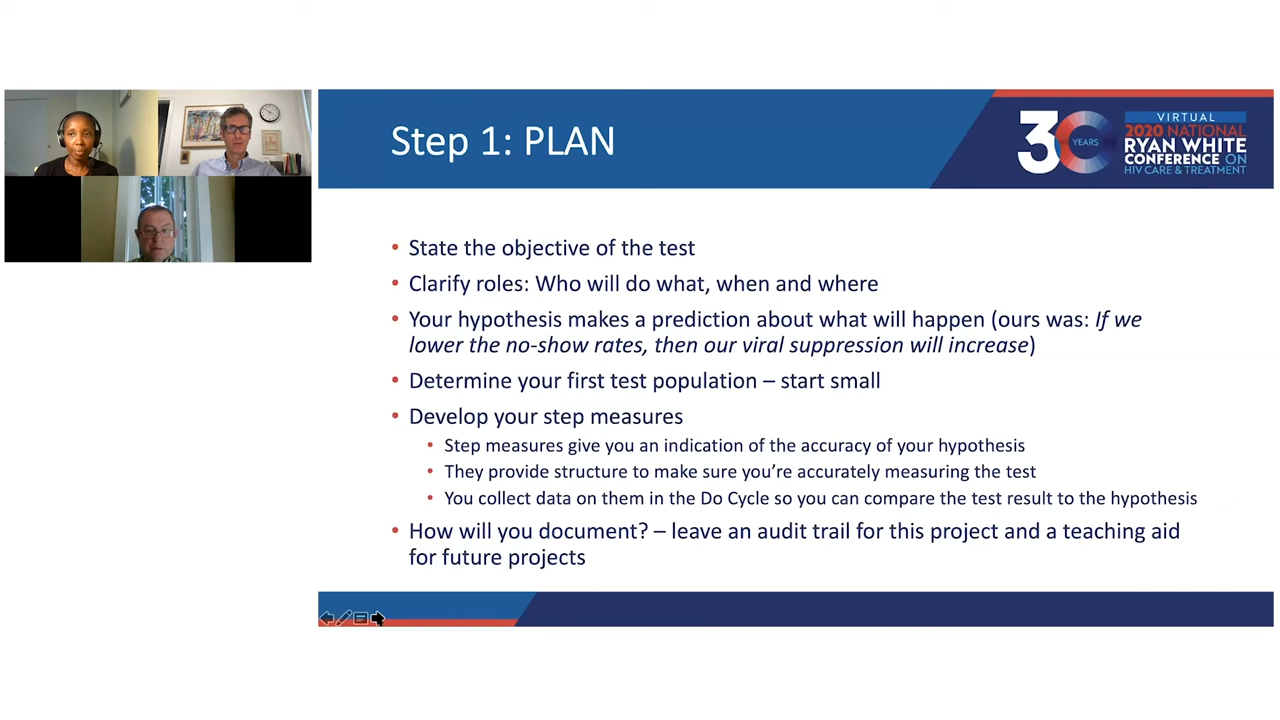 Step 1: PLAN
30
YEARS
VIRTUAL
2020 NATIONAL
RYAN WHITE
CONFERENCE ON
HIV CARE & TREATMENT
• State the objective of the test
• Clarify roles: Who will do what, when and where
• Your hypothesis makes a prediction about what will happen (ours was: If we
lower the no-show rates, then our viral suppression will increase)
• Determine your first test population – start small
• Develop your step measures
• Step measures give you an indication of the accuracy of your hypothesis
• They provide structure to make sure you're accurately measuring the test
• You collect data on them in the Do Cycle so you can compare the test result to the hypothesis
• How will you document? – leave an audit trail for this project and a teaching aid
for future projects